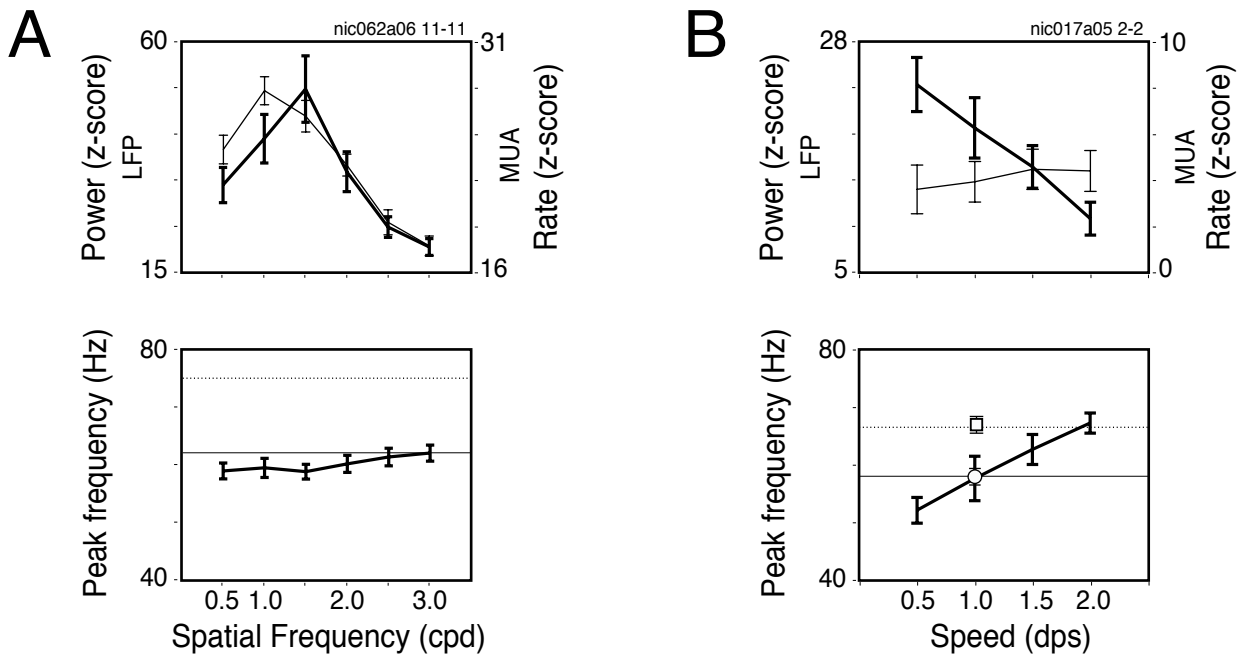 A
nic062a06 11-11
60
31
Power (z-score)
LFP
MUA
Rate (z-score)
15
16
80
Peak frequency (Hz)
40
0.5 1.0 2.0 3.0
Spatial Frequency (cpd)
B
nic017a05 2-2
28
10
Power (z-score)
LFP
MUA
Rate (z-score)
5
0
80
Peak frequency (Hz)
40
0.5 1.0 1.5 2.0
Speed (dps)